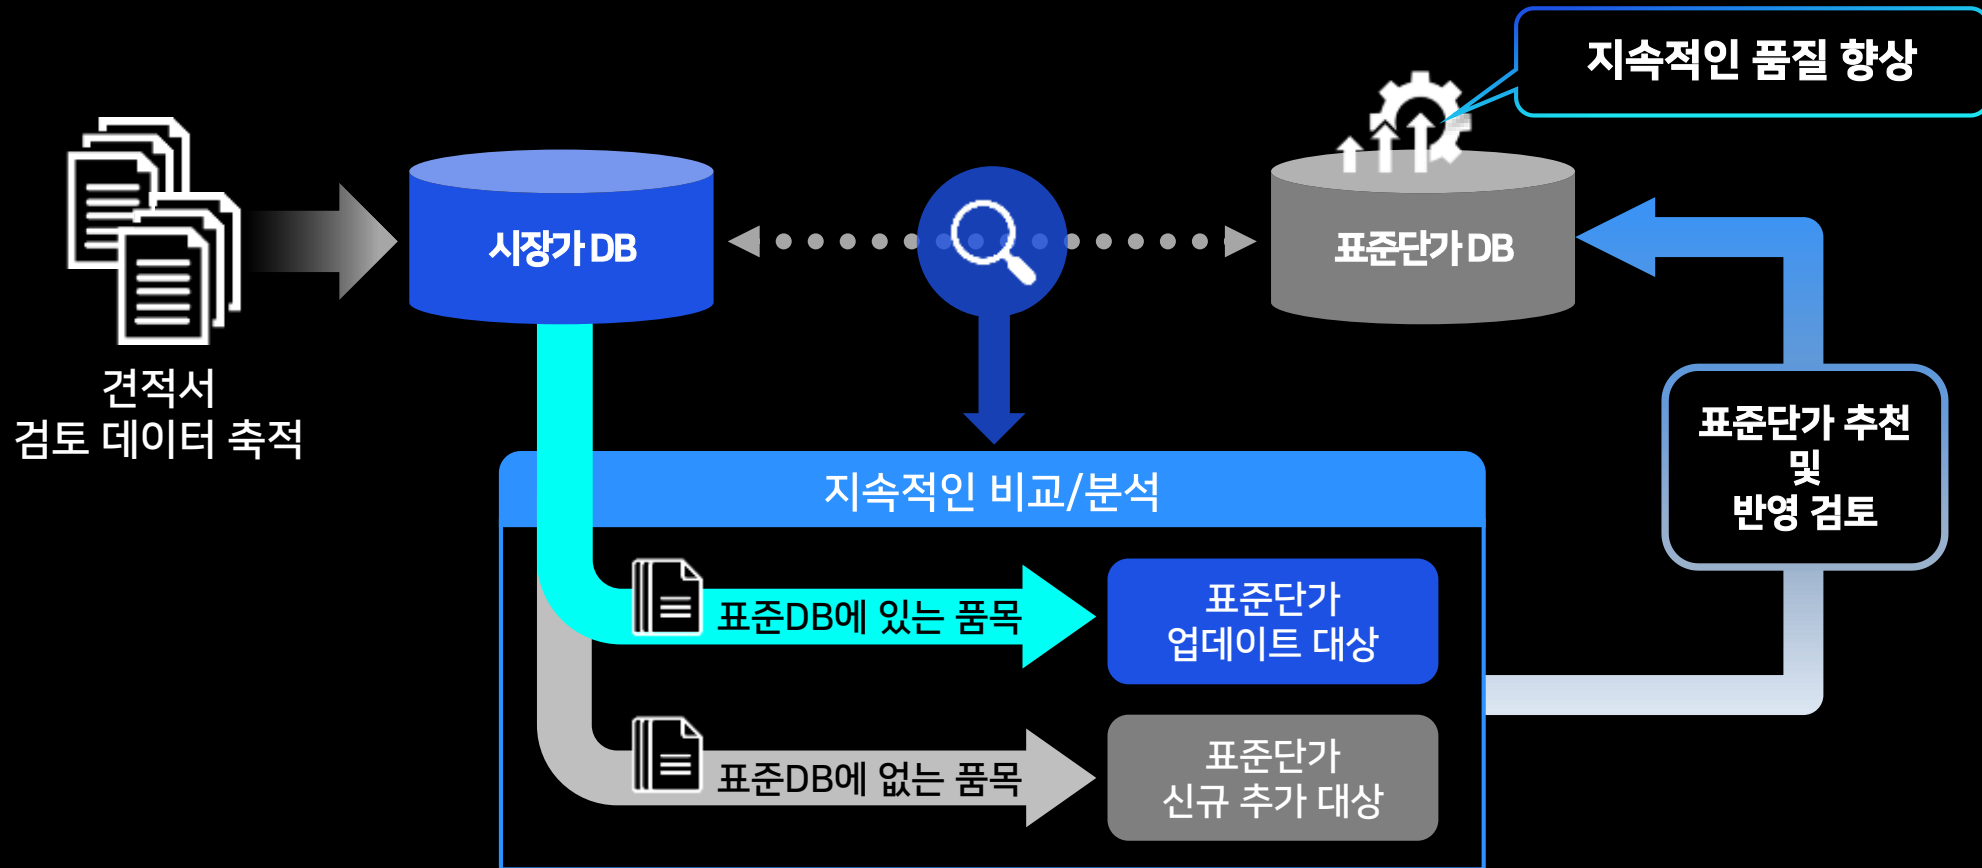 지속적인 품질 향상
시장가 DB
표준단가 DB
견적서
검토 데이터 축적
표준단가 추천
및
반영 검토
지속적인 비교/분석
표준DB에 있는 품목
표준단가
업데이트 대상
표준DB에 없는 품목
표준단가
신규 추가 대상